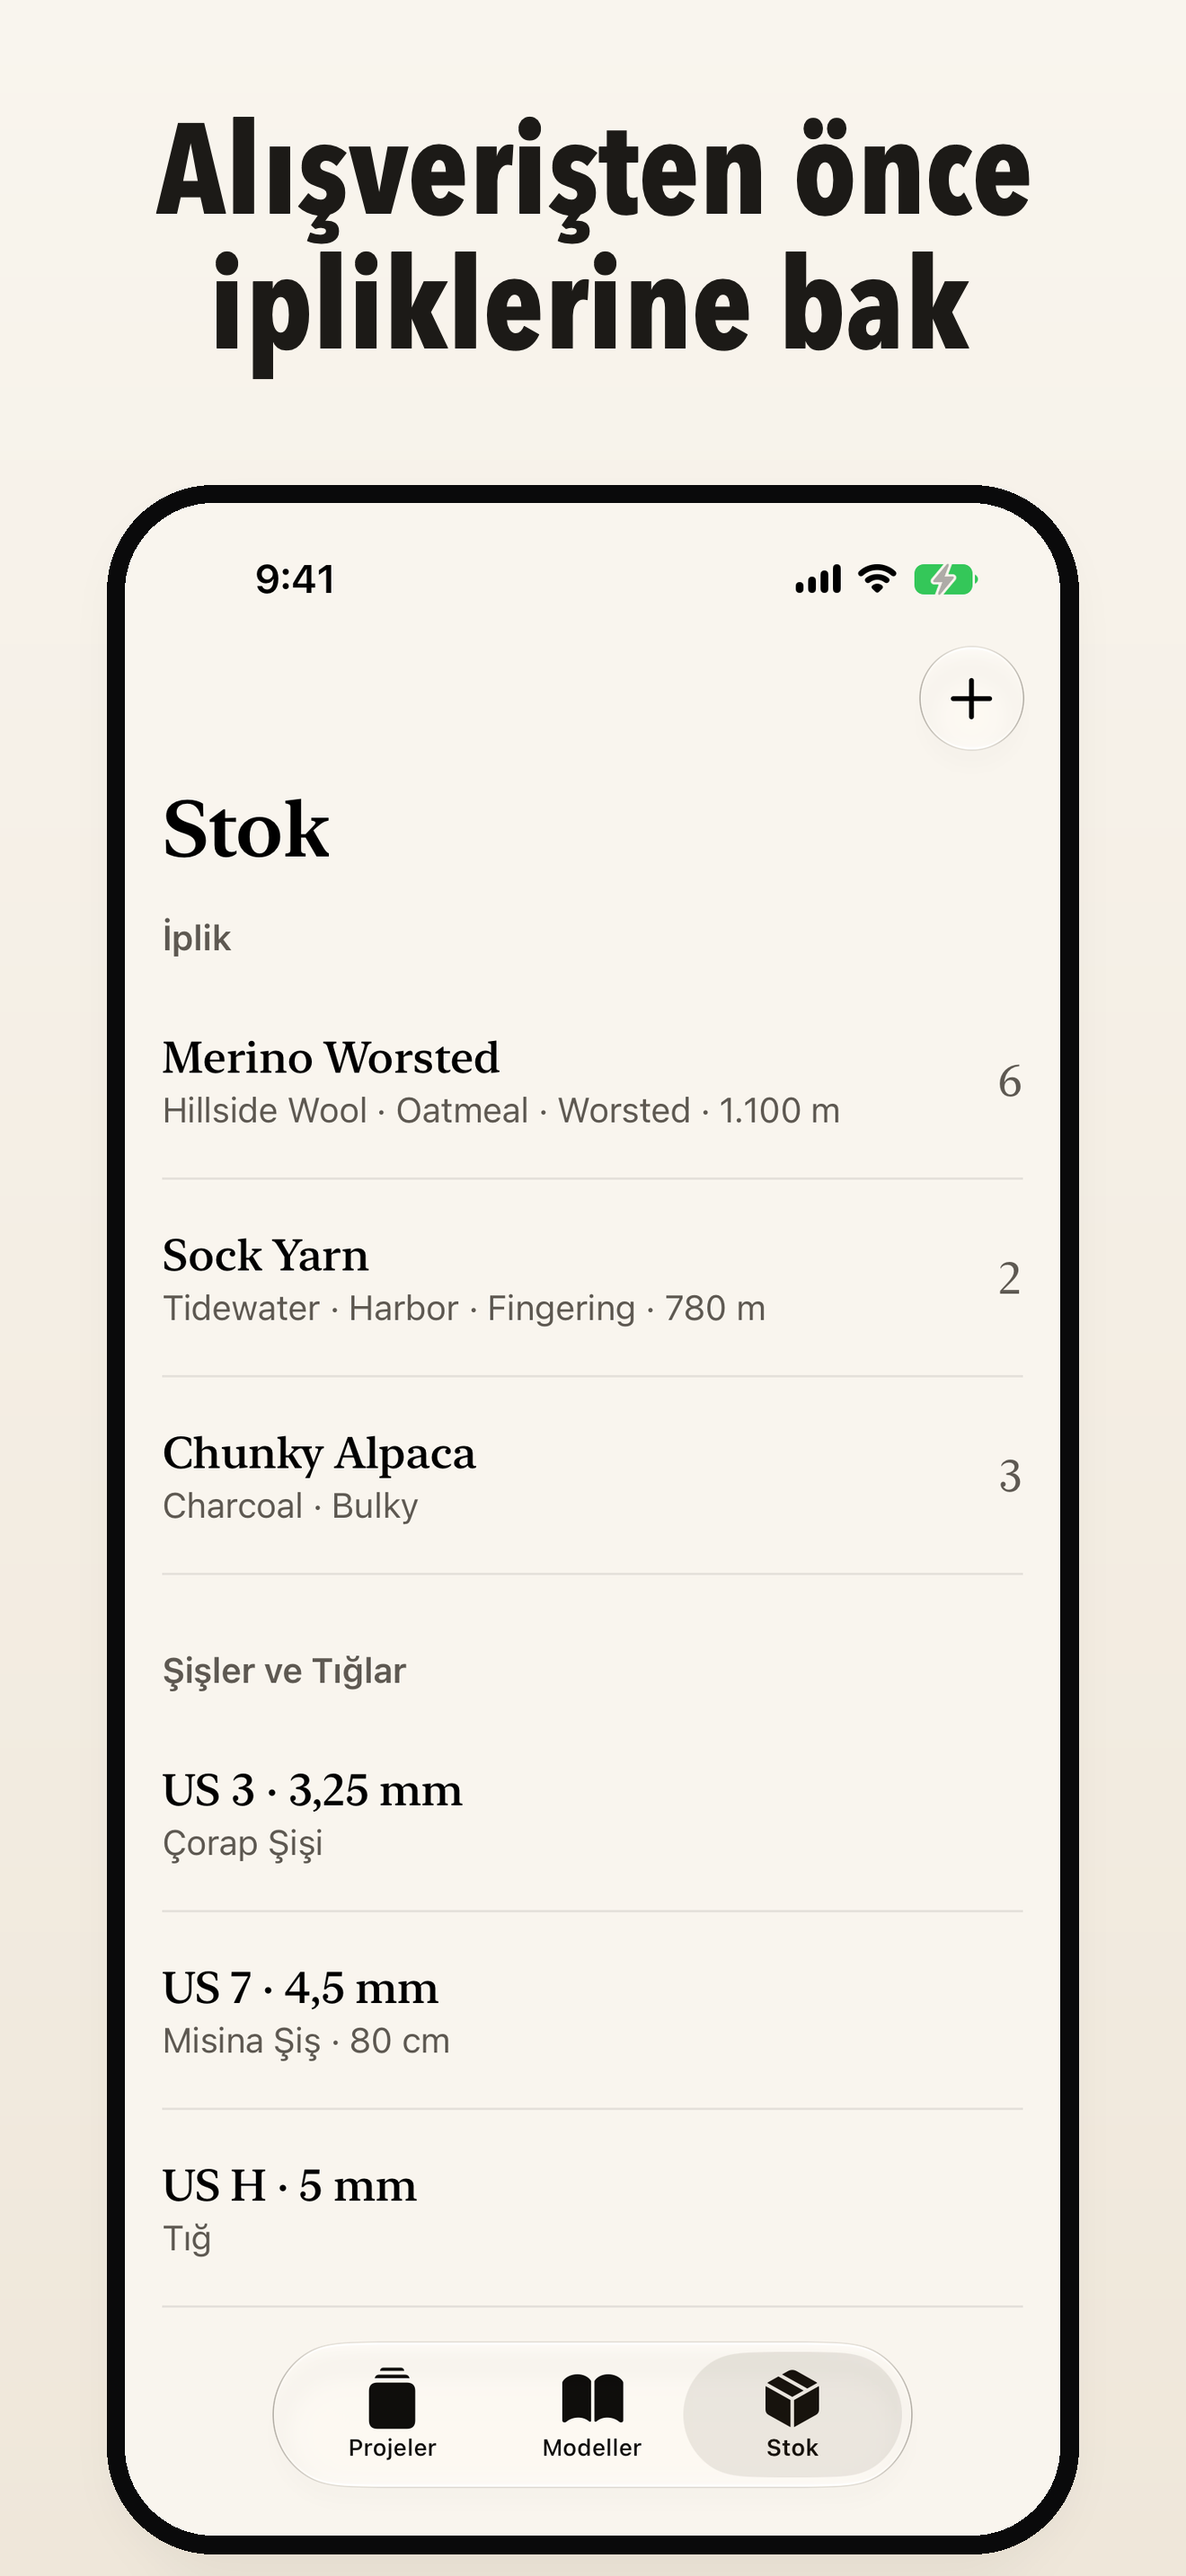 Alışverişten önce
ipliklerine bak
9:41
Stok
İplik
Merino Worsted
Hillside Wool · Oatmeal · Worsted · 1.100 m
6
Sock Yarn
Tidewater · Harbor · Fingering · 780 m
2
Chunky Alpaca
Charcoal · Bulky
3
Şişler ve Tığlar
US 3 · 3,25 mm
Çorap Şişi
US 7 · 4,5 mm
Misina Şiş · 80 cm
US H · 5 mm
Tığ
Projeler
Modeller
Stok